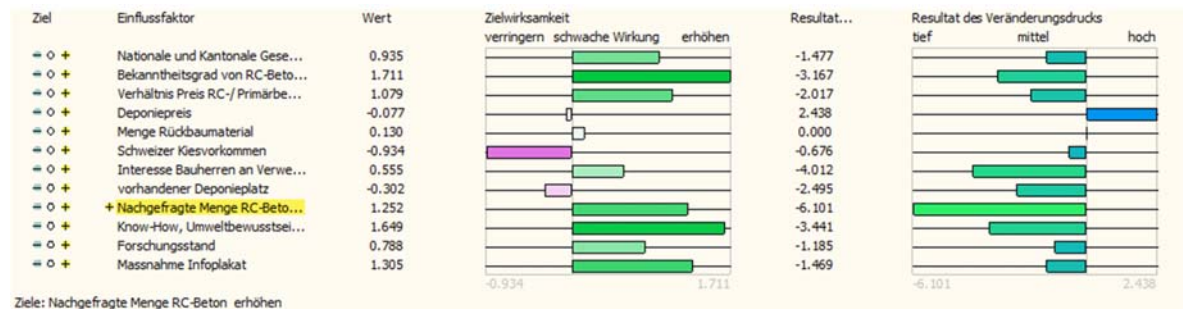 Ziel Einflussfaktor Wert Zielwirksamkeit Resultat... Resultat des Veränderungsdrucks
verringern schwache Wirkung erhöhen tief mittel hoch
Nationale und Kantonale Gese... 0.935 -1.477
Bekanntheitsgrad von RC-Beto... 1.711 -3.167
Verhältnis Preis RC-/ Primärbe... 1.079 -2.017
Deponiepreis -0.077 2.438
Menge Rückbaumaterial 0.130 0.000
Schweizer Kiesvorkommen -0.934 -0.676
Interesse Bauherren an Verwe... 0.555 -4.012
vorhandener Deponieplatz -0.302 -2.495
+ Nachgefragte Menge RC-Beto... 1.252 -6.101
Know-How, Umweltbewusstsei... 1.649 -3.441
Forschungsstand 0.788 -1.185
Massnahme Infoplakat 1.305 -1.469
-0.934 1.711 -6.101 2.438
Ziele: Nachgefragte Menge RC-Beton erhöhen